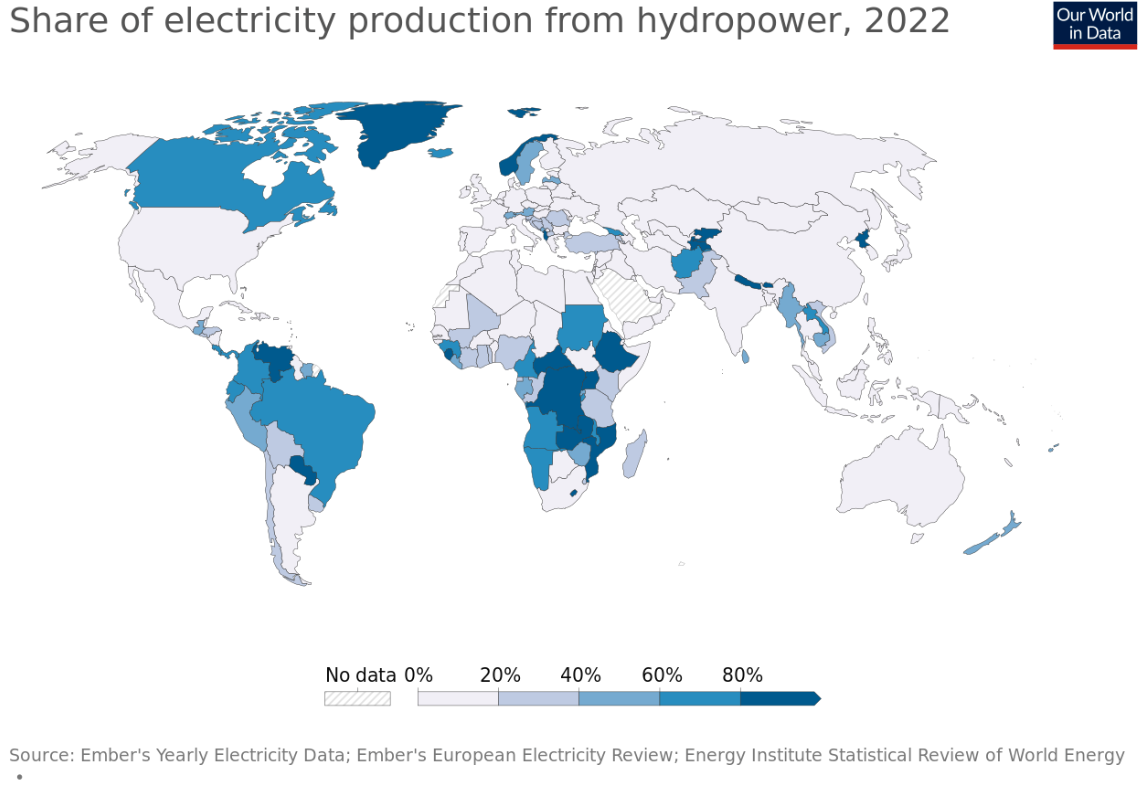 Share of electricity production from hydropower, 2022
Our World
in Data
No data 0% 20% 40% 60% 80%
Source: Ember's Yearly Electricity Data; Ember's European Electricity Review; Energy Institute Statistical Review of World Energy
•